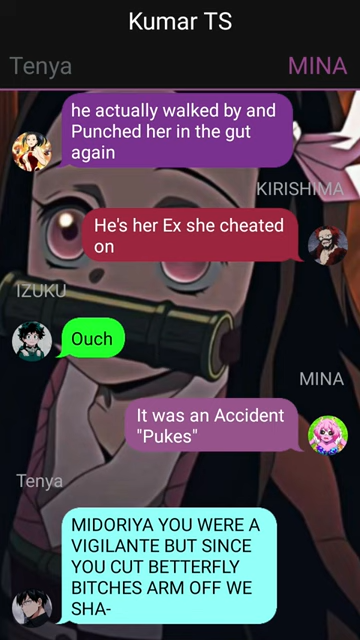 Kumar TS
Tenya MINA
he actually walked by and
Punched her in the gut
again
KIRISHIMA
He's her Ex she cheated
on
IZUKU
Ouch
MINA
It was an Accident
"Pukes"
Tenya
MIDORIYA YOU WERE A
VIGILANTE BUT SINCE
YOU CUT BETTERFLY
BITCHES ARM OFF WE
SHA-